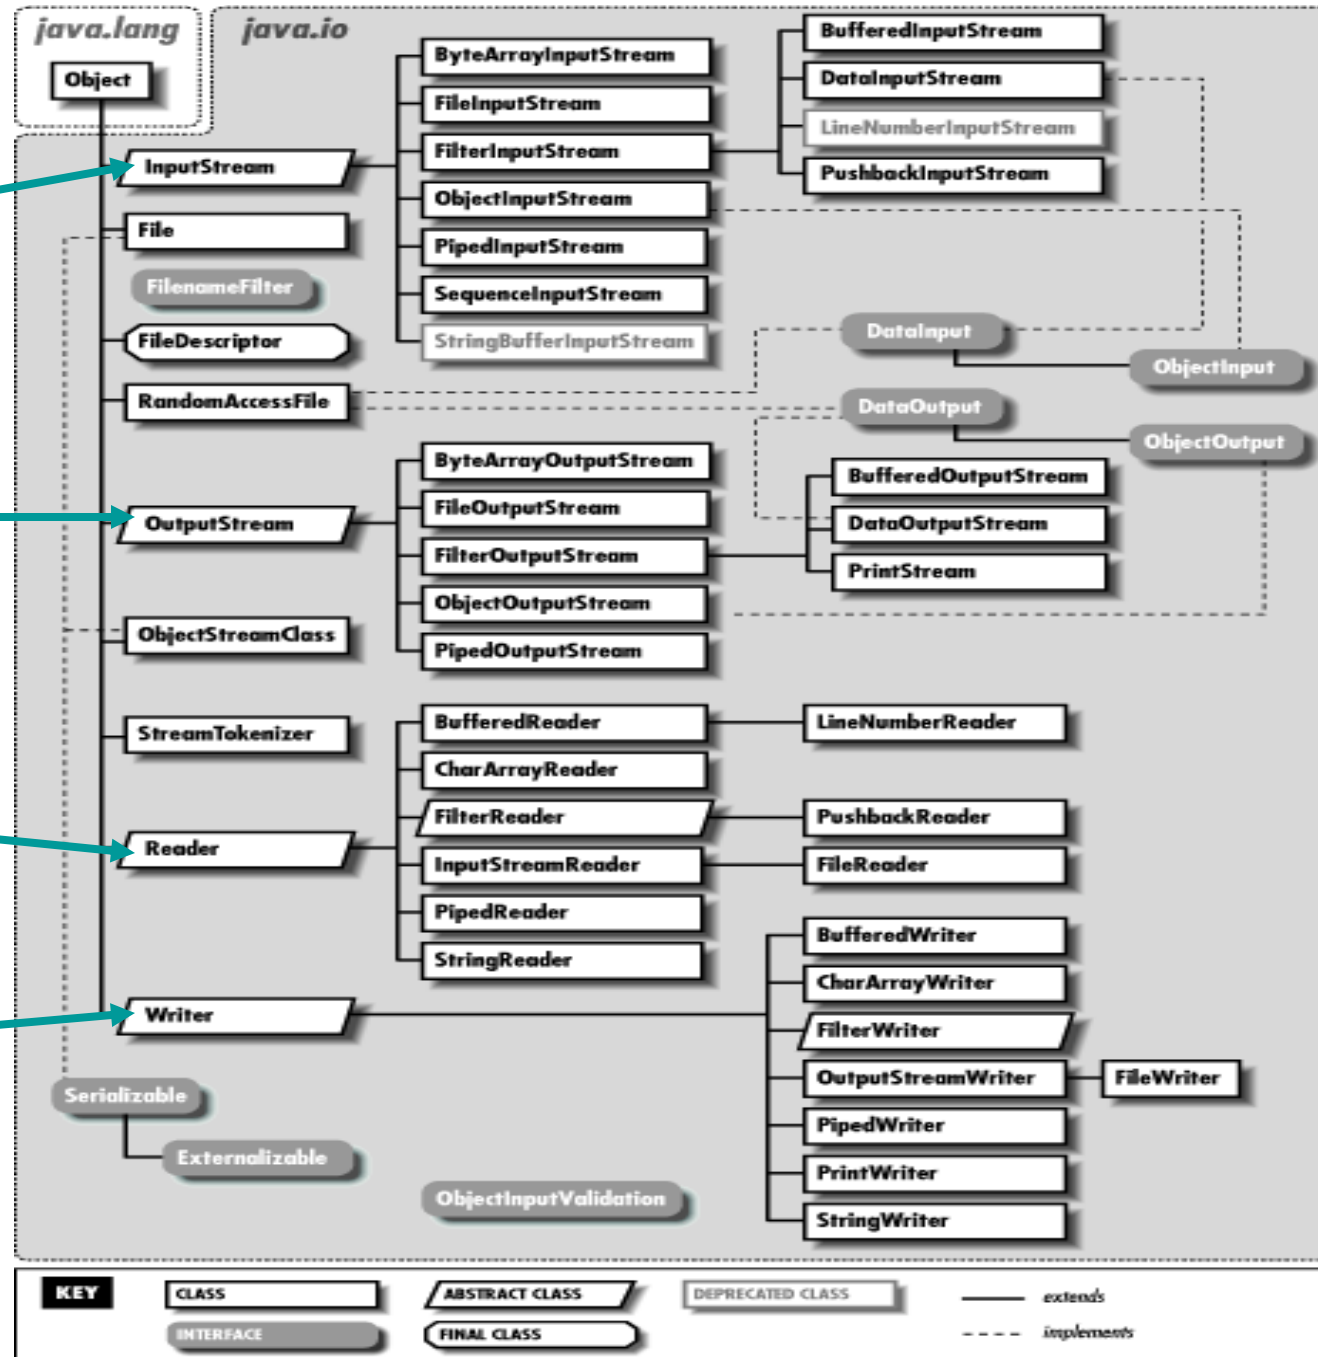 java.lang
java.io
Object
InputStream
File
FilenameFilter
FileDescriptor
RandomAccessFile
OutputStream
ObjectStreamClass
StreamTokenizer
Reader
Writer
Serializable
Externalizable
ByteArrayInputStream
FileInputStream
FilterInputStream
ObjectInputStream
PipedInputStream
SequenceInputStream
StringBufferInputStream
BufferedInputStream
DataInputStream
LineNumberInputStream
PushbackInputStream
DataInput
ObjectInput
DataOutput
ObjectOutput
ByteArrayOutputStream
FileOutputStream
FilterOutputStream
ObjectOutputStream
PipedOutputStream
BufferedOutputStream
DataOutputStream
PrintStream
BufferedReader
CharArrayReader
FilterReader
InputStreamReader
PipedReader
StringReader
LineNumberReader
PushbackReader
FileReader
BufferedWriter
CharArrayWriter
FilterWriter
OutputStreamWriter
FileWriter
PipedWriter
PrintWriter
StringWriter
ObjectInputValidation
KEY
CLASS
ABSTRACT CLASS
DEPRECATED CLASS
extends
INTERFACE
FINAL CLASS
implements